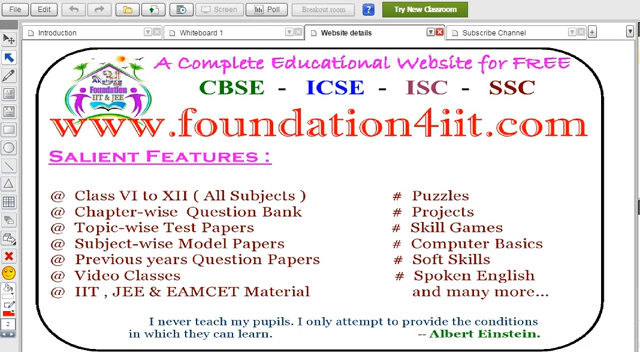 File Edit Screen Poll Breakout room ? Try New Classroom
Introduction Whiteboard 1 Website details Subscribe Channel
A Complete Educational Website for FREE
CBSE - ICSE - ISC - SSC
Foundation
IIT & JEE
www.foundation4iit.com
SALIENT FEATURES :
@ Class VI to XII ( All Subjects ) # Puzzles
@ Chapter-wise Question Bank # Projects
@ Topic-wise Test Papers # Skill Games
@ Subject-wise Model Papers # Computer Basics
@ Previous years Question Papers # Soft Skills
@ Video Classes # Spoken English
@ IIT , JEE & EAMCET Material and many more...
I never teach my pupils. I only attempt to provide the conditions
in which they can learn. -- Albert Einstein.
2